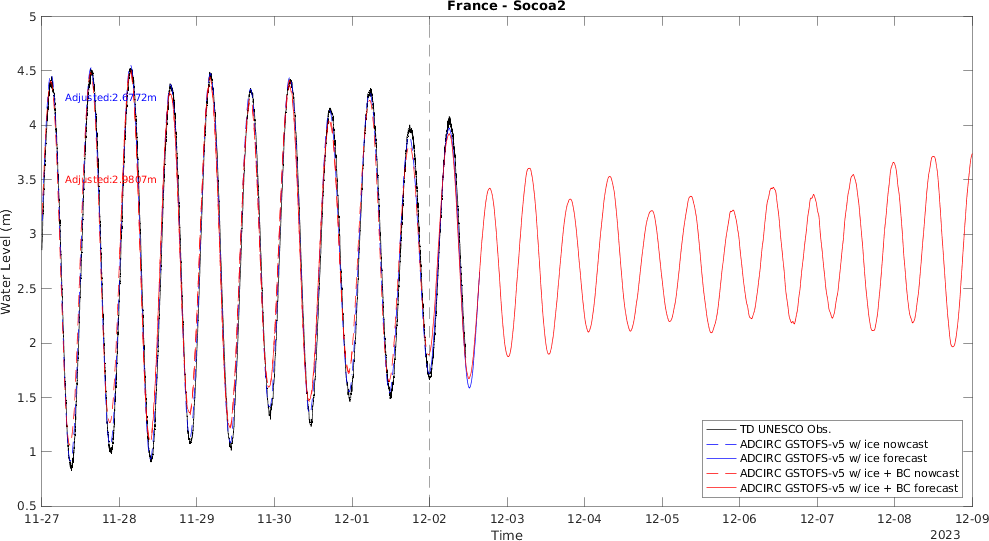 France - Socoa2
Water Level (m)
5
4.5
4
3.5
3
2.5
2
1.5
1
0.5
Adjusted:2.6772m
Adjusted:2.9807m
TD UNESCO Obs.
ADCIRC GSTOFS-v5 w/ ice nowcast
ADCIRC GSTOFS-v5 w/ ice forecast
ADCIRC GSTOFS-v5 w/ ice + BC nowcast
ADCIRC GSTOFS-v5 w/ ice + BC forecast
11-27 11-28 11-29 11-30 12-01 12-02 12-03 12-04 12-05 12-06 12-07 12-08 12-09
Time
2023